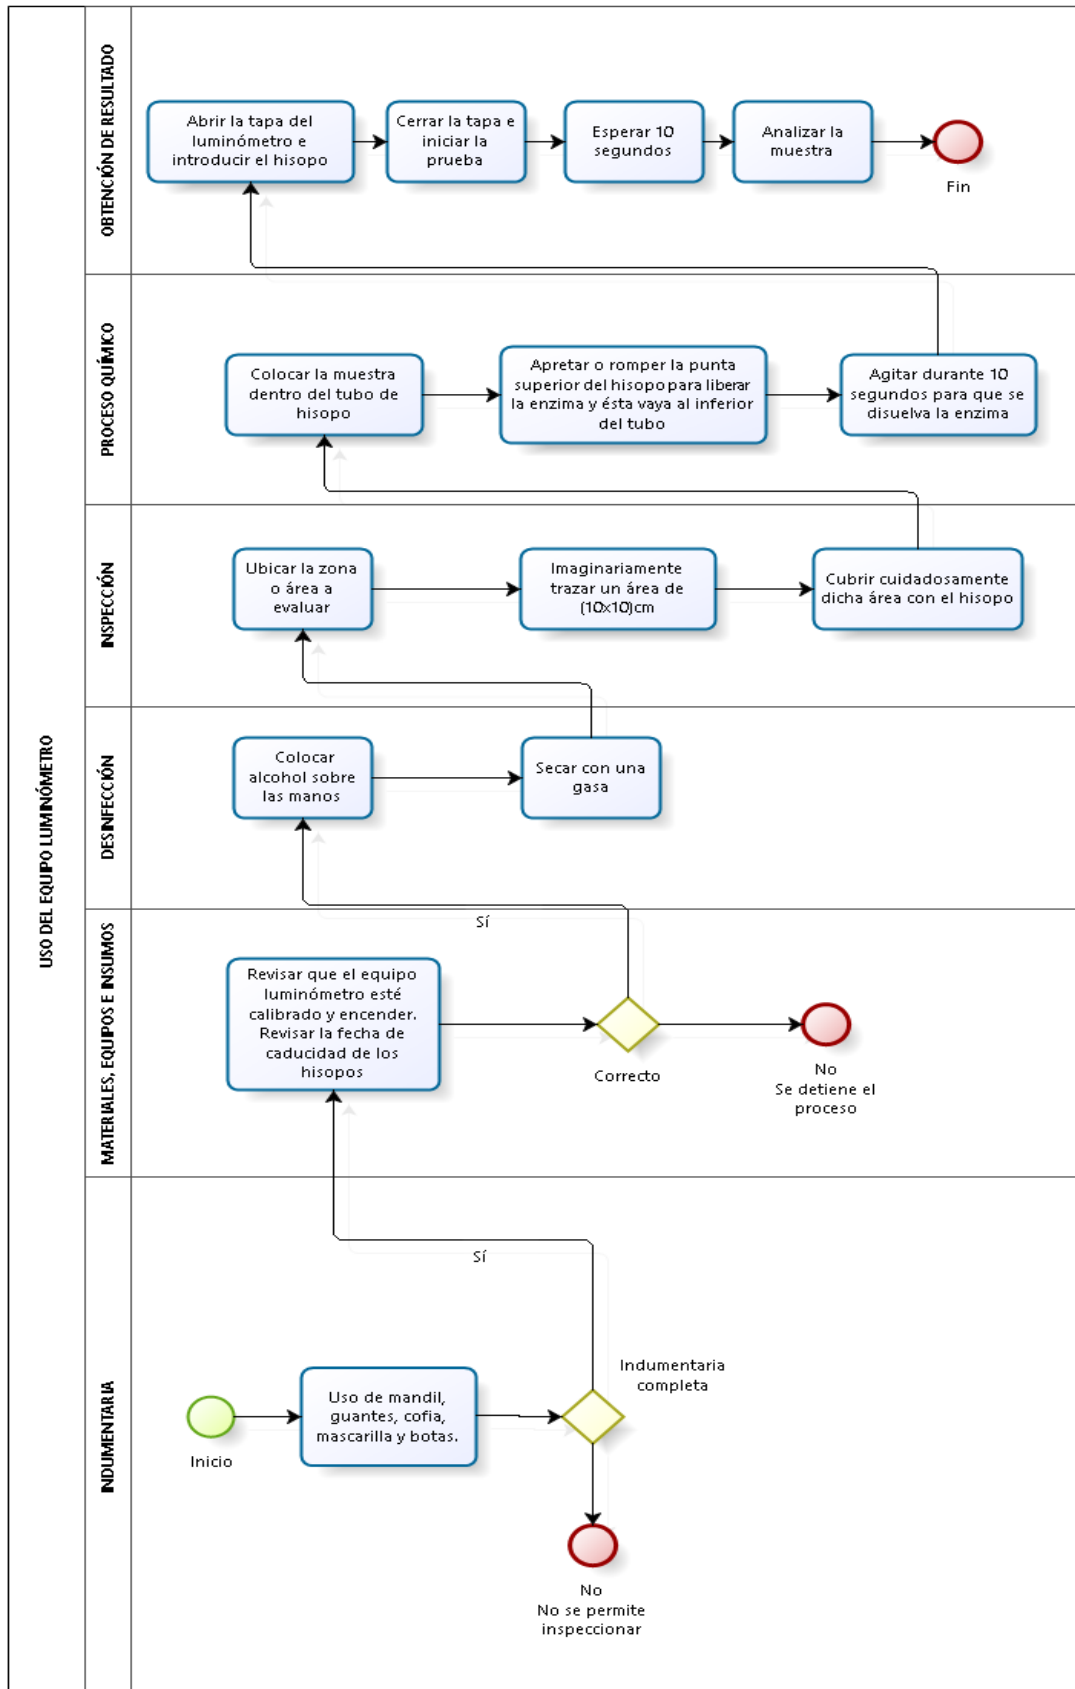 USO DEL EQUIPO LUMINÓMETRO
OBTENCIÓN DE RESULTADO
Abrir la tapa del
luminómetro e
introducir el hisopo
Cerrar la tapa e
iniciar la
prueba
Esperar 10
segundos
Analizar la
muestra
Fin
PROCESO QUÍMICO
Colocar la muestra
dentro del tubo de
hisopo
Apretar o romper la punta
superior del hisopo para liberar
la enzima y ésta vaya al inferior
del tubo
Agitar durante 10
segundos para que se
disuelva la enzima
INSPECCIÓN
Ubicar la zona
o área a
evaluar
Imaginariamente
trazar un área de
(10x10)cm
Cubrir cuidadosamente
dicha área con el hisopo
DESINFECCIÓN
Colocar
alcohol sobre
las manos
Secar con una
gasa
MATERIALES, EQUIPOS E INSUMOS
Sí
Revisar que el equipo
luminómetro esté
calibrado y encender.
Revisar la fecha de
caducidad de los
hisopos
Correcto
No
Se detiene el
proceso
INDUMENTARIA
Sí
Inicio
Uso de mandil,
guantes, cofia,
mascarilla y botas.
Indumentaria
completa
No
No se permite
inspeccionar